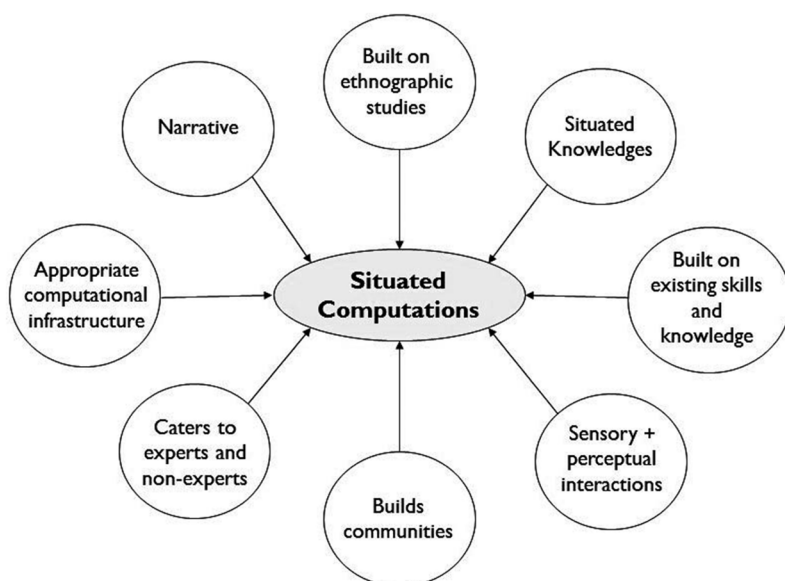 Built on
ethnographic
studies
Narrative
Situated
Knowledges
Appropriate
computational
infrastructure
Situated
Computations
Built on
existing skills
and
knowledge
Caters to
experts and
non-experts
Builds
communities
Sensory +
perceptual
interactions